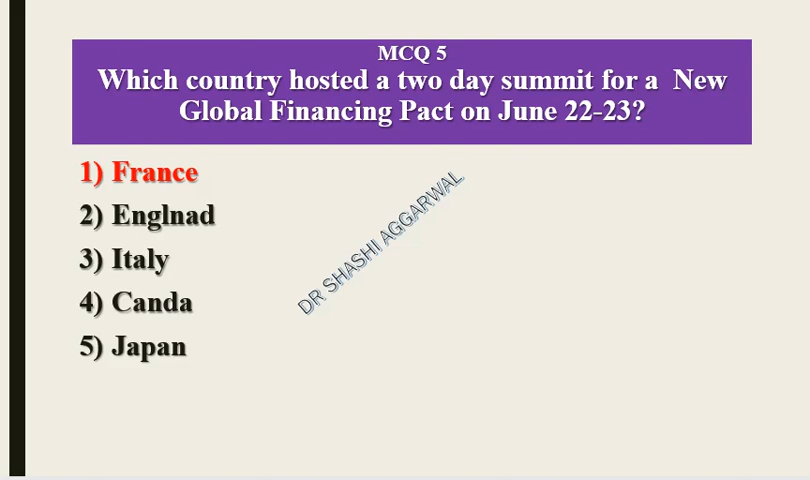 MCQ 5
Which country hosted a two day summit for a New
Global Financing Pact on June 22-23?
1) France
2) Englnad
3) Italy
4) Canda
5) Japan
DR SHASHI AGGARWAL